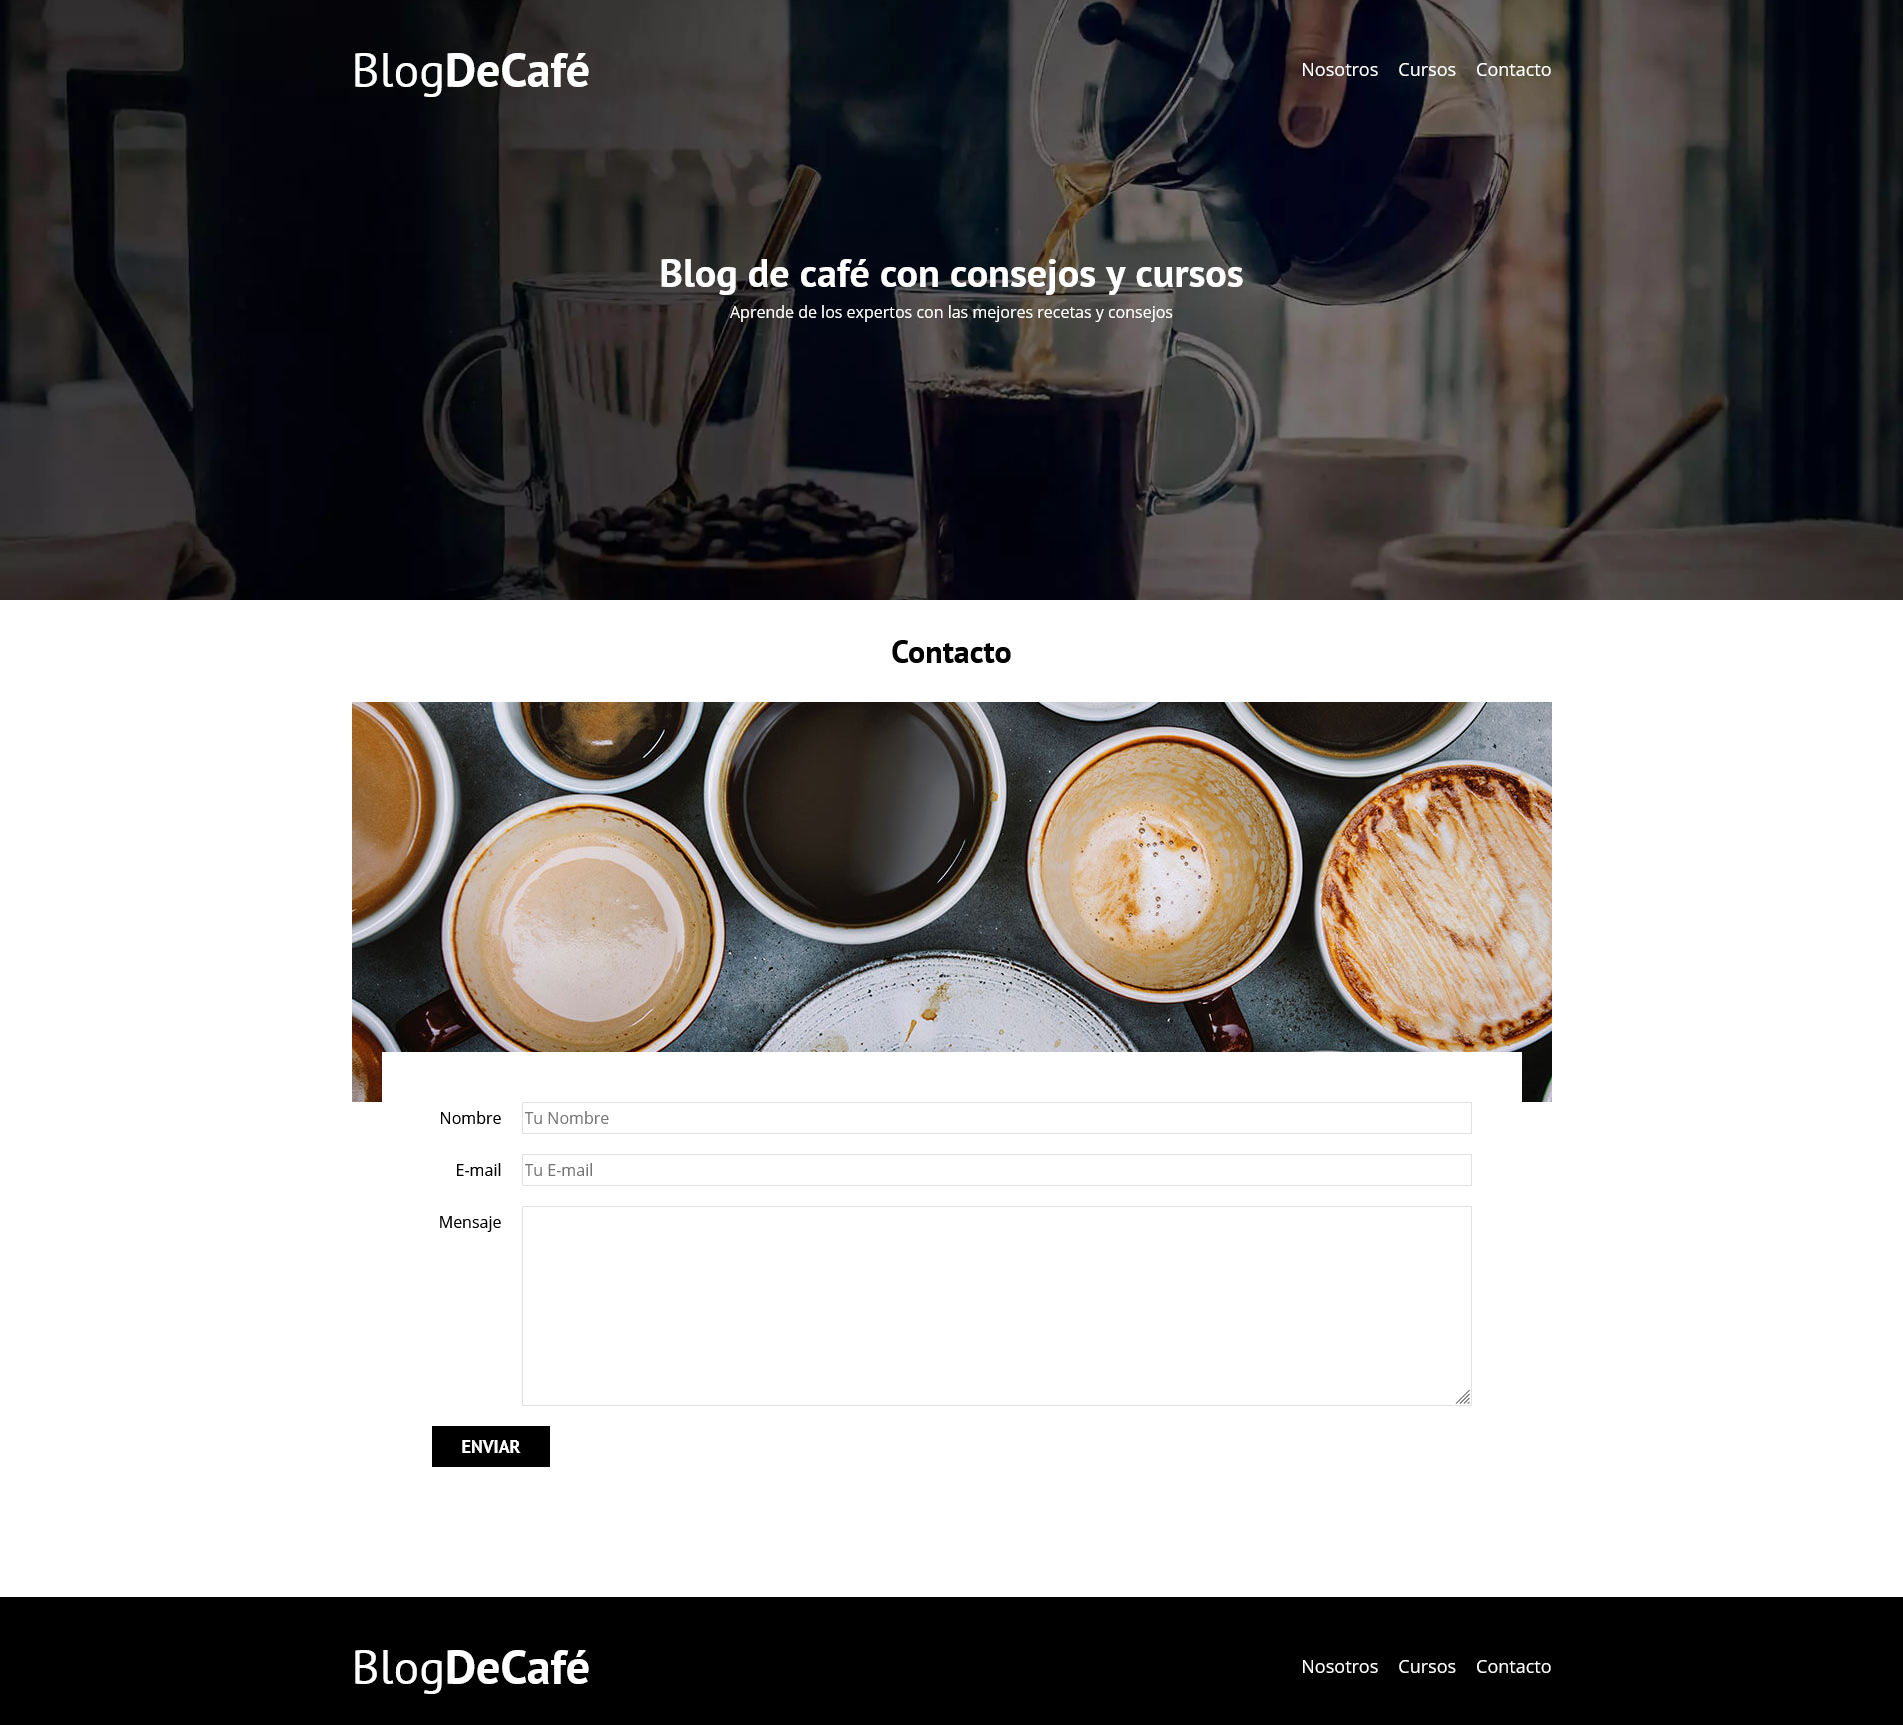 BlogDeCafé
Nosotros Cursos Contacto
Blog de café con consejos y cursos
Aprende de los expertos con las mejores recetas y consejos
Contacto
Nombre
Tu Nombre
E-mail
Tu E-mail
Mensaje
ENVIAR
BlogDeCafé
Nosotros Cursos Contacto